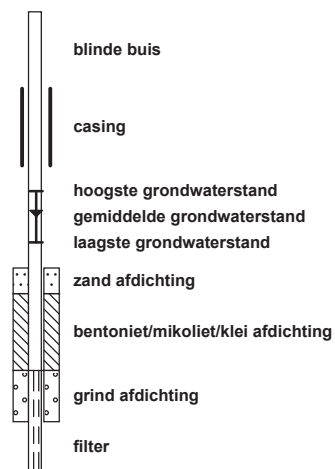 blinde buis
casing
hoogste grondwaterstand
gemiddelde grondwaterstand
laagste grondwaterstand
zand afdichting
bentoniet/mikoliet/klei afdichting
grind afdichting
filter